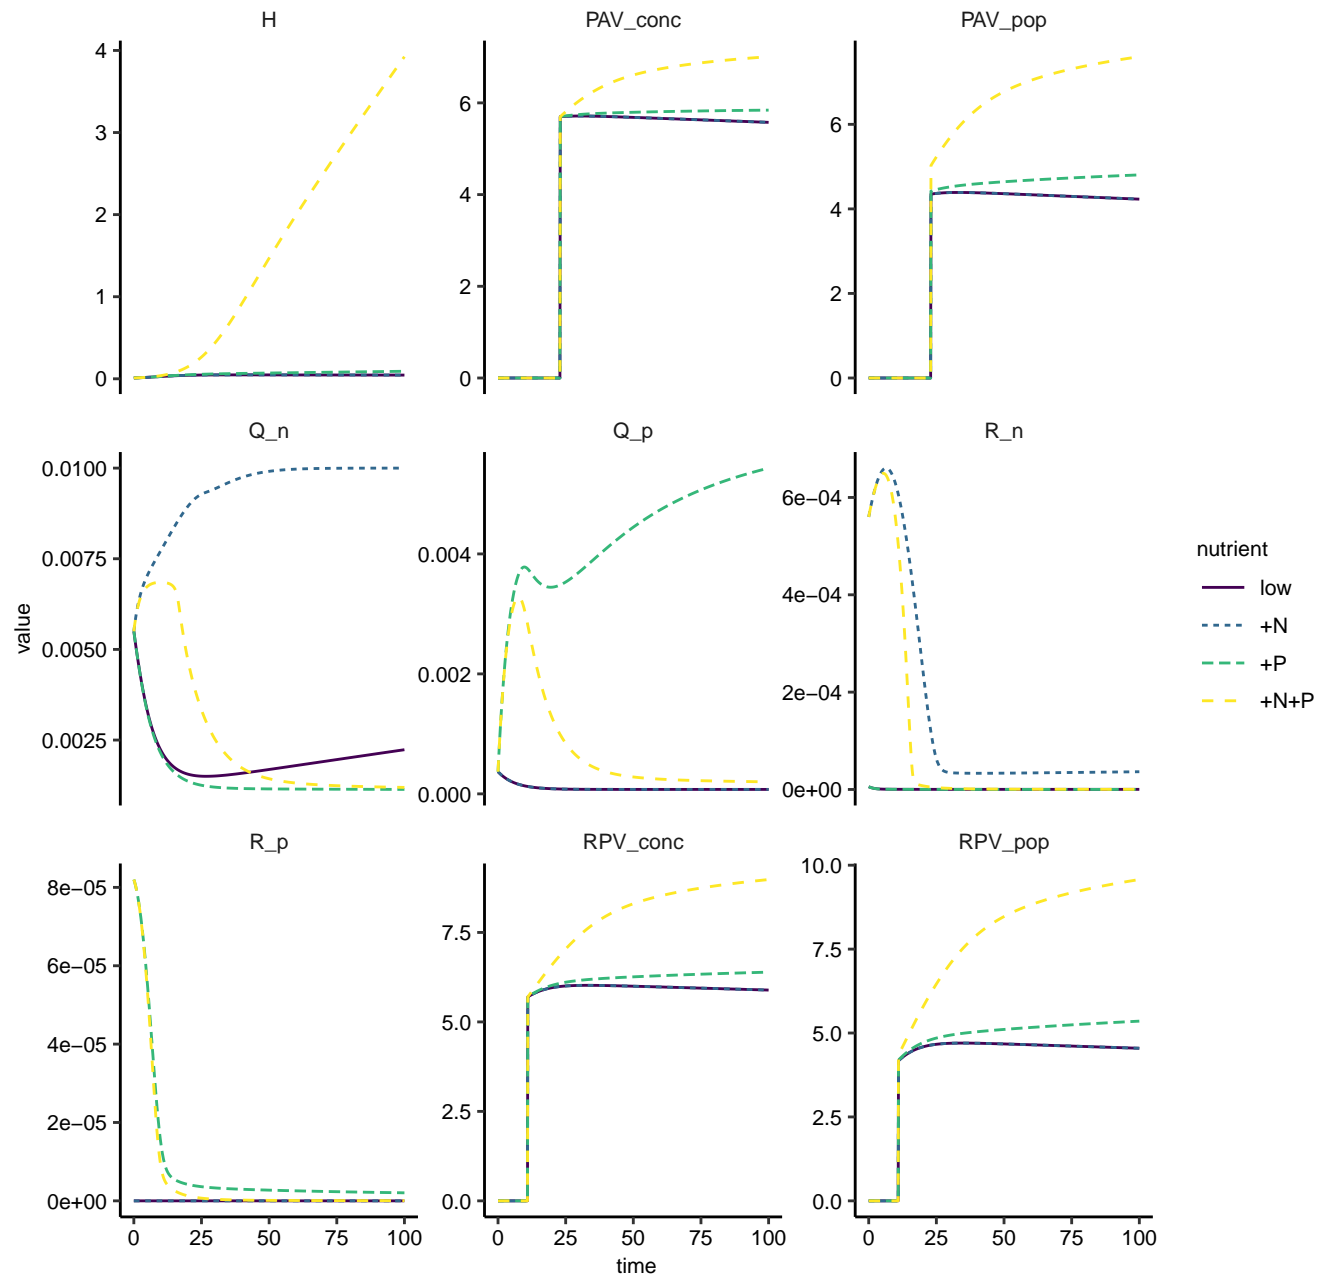 H
PAV_conc
PAV_pop
4
3
2
1
0
6
4
2
0
6
4
2
0
Q_n
Q_p
R_n
value
0.0100
0.0075
0.0050
0.0025
0.004
0.002
0.000
6e−04
4e−04
2e−04
0e+00
nutrient
low
+N
+P
+N+P
R_p
RPV_conc
RPV_pop
8e−05
6e−05
4e−05
2e−05
0e+00
7.5
5.0
2.5
0.0
10.0
7.5
5.0
2.5
0.0
0 25 50 75 100
0 25 50 75 100
0 25 50 75 100
time